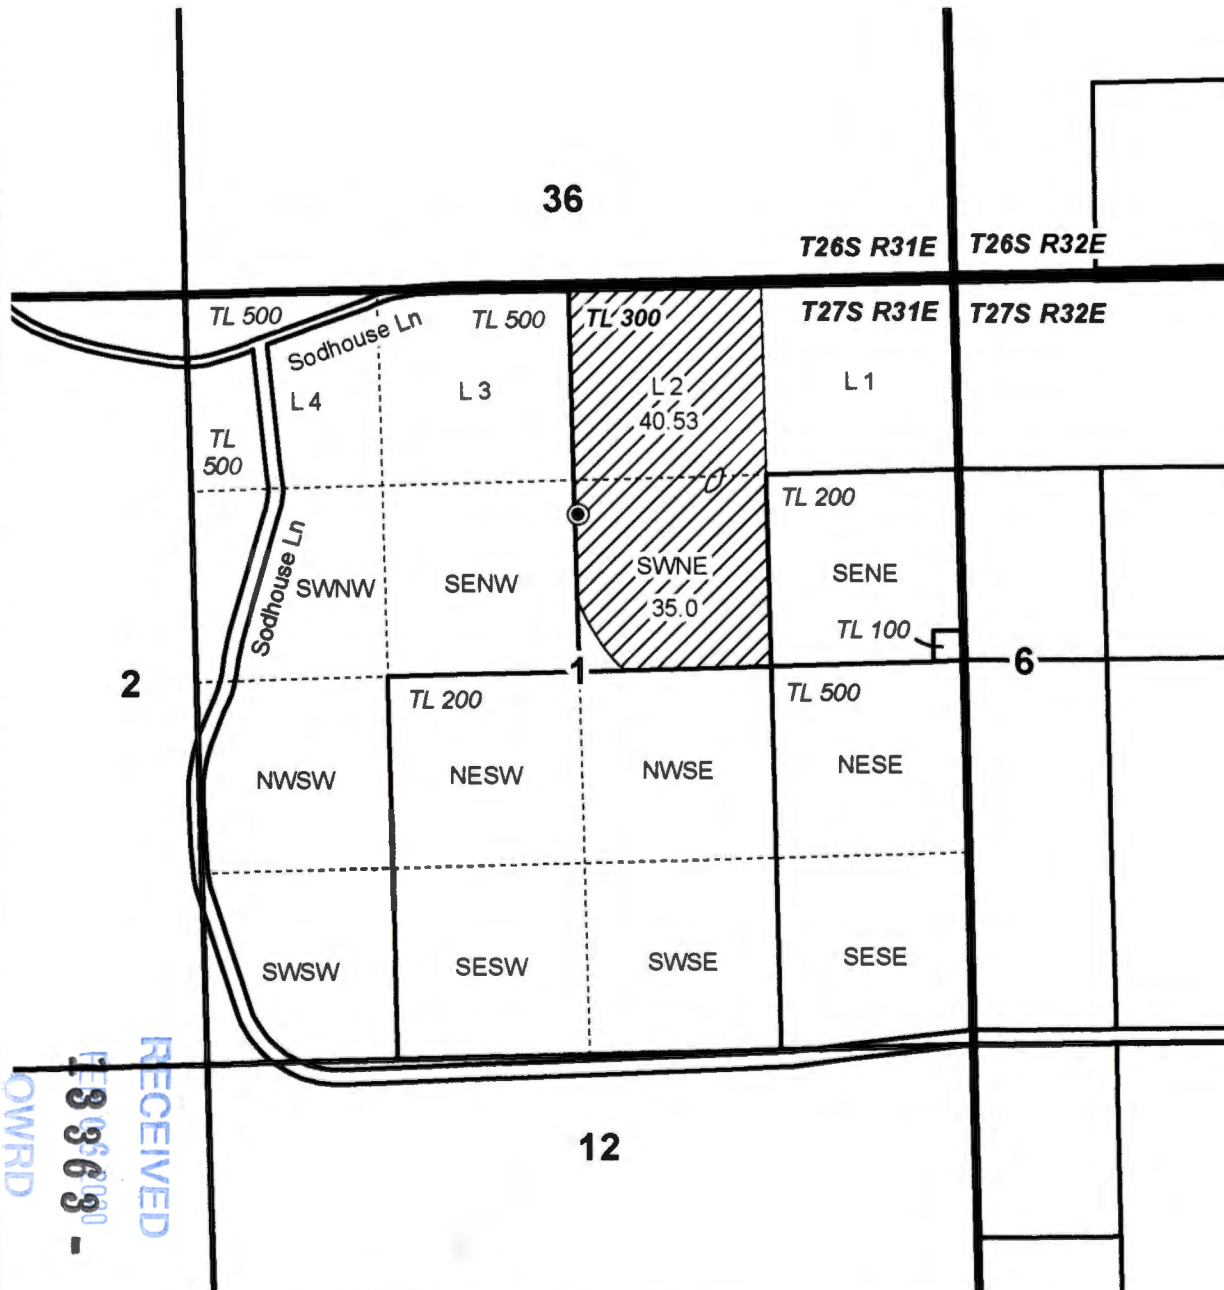 36
T26S R31E
T26S R32E
TL 500
Sodhouse Ln
TL 500
TL 300
T27S R31E
T27S R32E
L 4
L 3
L 2
40.53
L 1
TL
500
TL 200
Sodhouse Ln
SWNW
SENW
SWNE
35.0
SENE
TL 100
2
1
6
TL 200
TL 500
NWSW
NESW
NWSE
NESE
SWSW
SESW
SWSE
SESE
12
RECEIVED
13363 -
OWRD